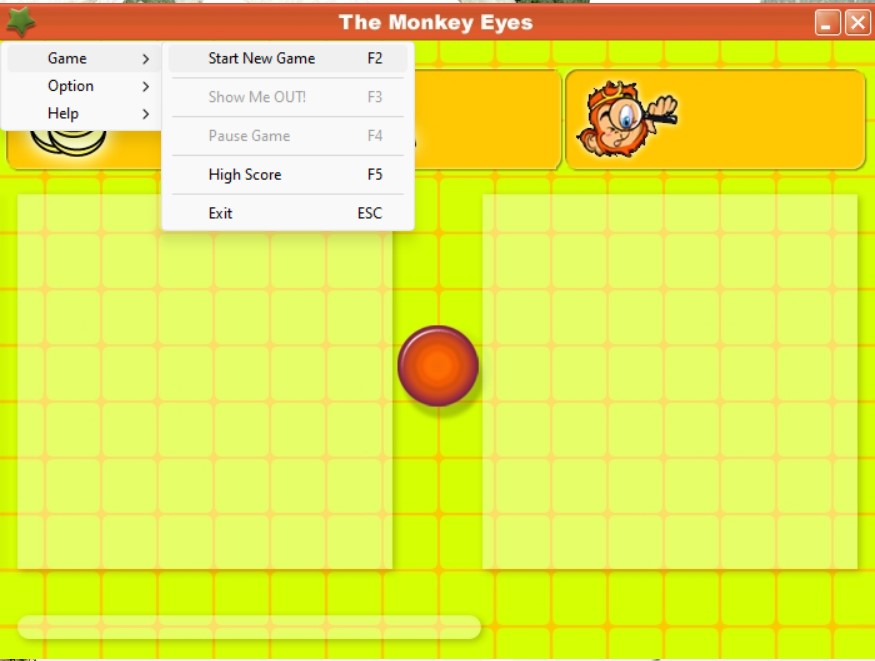 The Monkey Eyes
Game
Option
Help
Start New Game F2
Show Me OUT! F3
Pause Game F4
High Score F5
Exit ESC